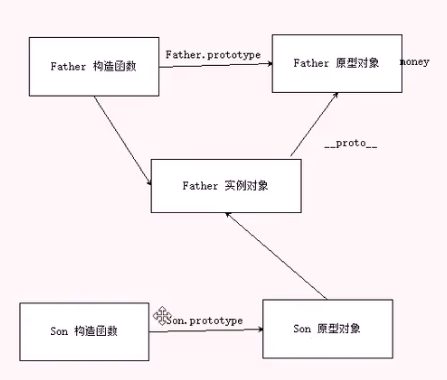 Father.prototype
Father 构造函数
Father 原型对象
money
__proto__
Father 实例对象
Son.prototype
Son 构造函数
Son 原型对象